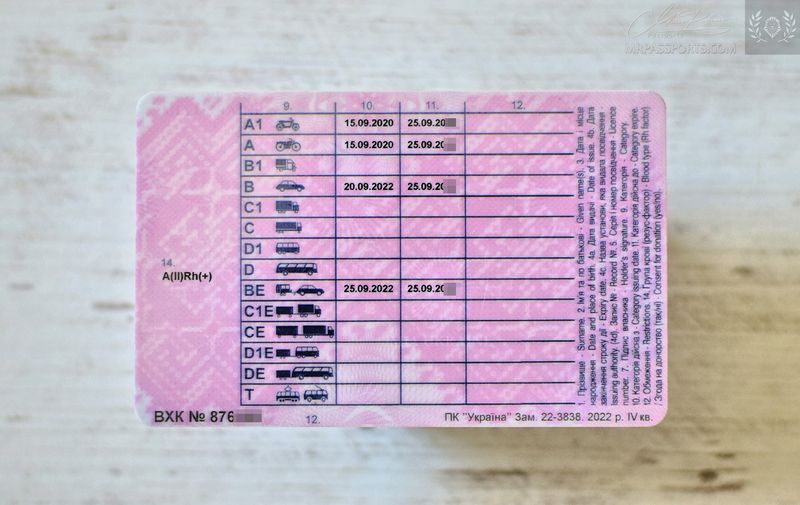 MRPASSPORTS.COM
9. 10. 11. 12.
A1 15.09.2020 25.09.20
A 15.09.2020 25.09.20
B1
B 20.09.2022 25.09.20
C1
C
D1
D
BE 25.09.2022 25.09.20
C1E
CE
D1E
DE
T
14.
A(II)Rh(+)
BXK № 876
12.
ПК "Україна" Зам. 22-3838. 2022 р. IV кв.
1. Прізвище - Surname. 2. Ім'я та по батькові - Given name(s). 3. Дата і місце
народження - Date and place of birth. 4a. Дата видачі - Date of issue. 4b. Дата
закінчення строку дії - Expiry date. 4c. Назва установи, яка видала посвідчення -
Issuing authority. (4d). Запис № - Record №. 5. Серія і номер посвідчення - Licence
number. 7. Підпис власника - Holder's signature. 9. Категорія - Category.
10. Категорія дійсна з - Category issuing date. 11. Категорія дійсна до - Category expire.
12. Обмеження - Restrictions. 14. Група крові (резус-фактор) - Blood type (Rh factor)
/ Згода на донорство (так/ні) - Consent for donation (yes/no).